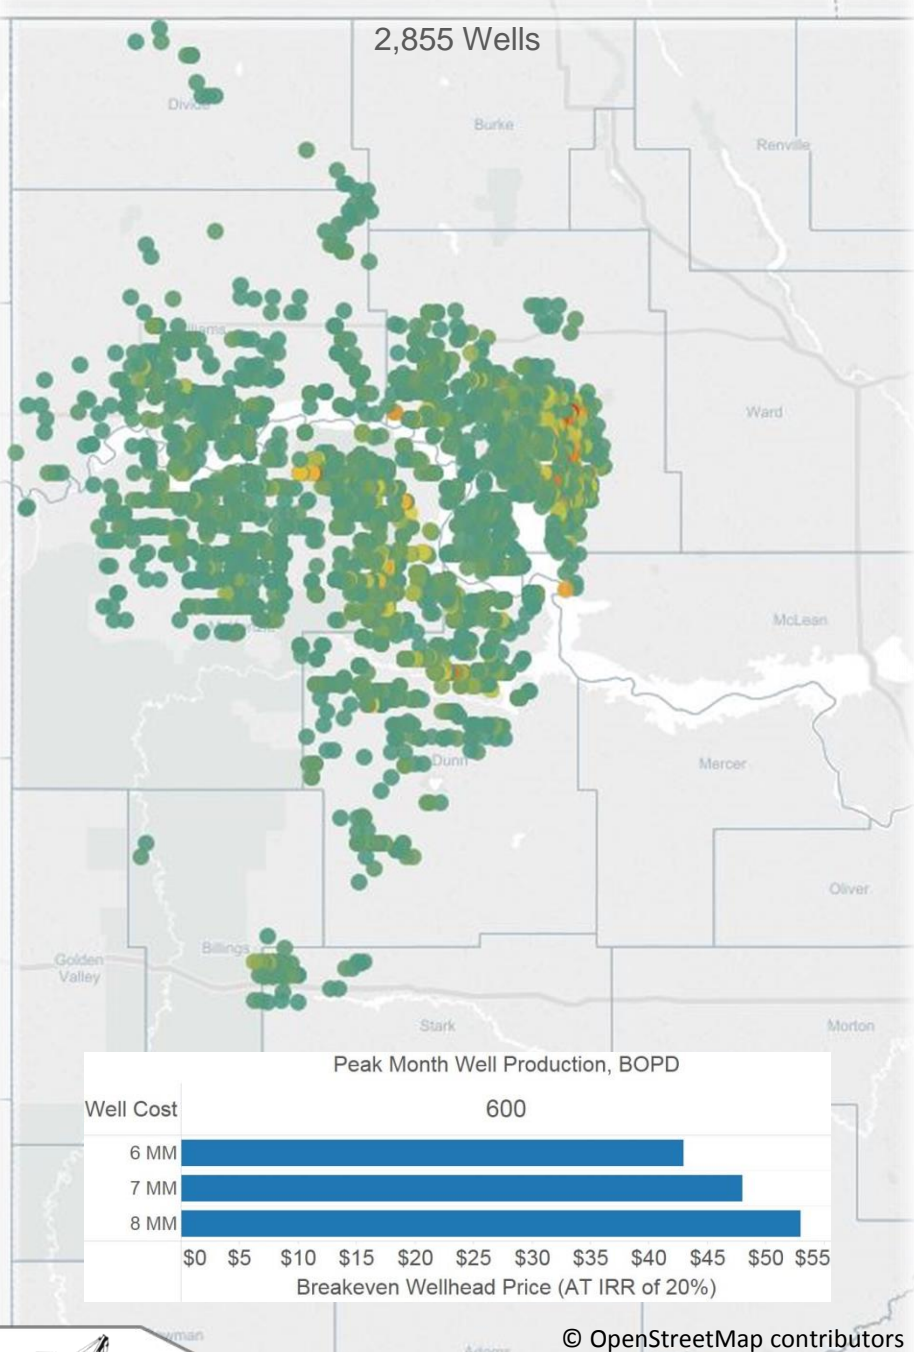 2,855 Wells
Divide
Burke
Renville
Ward
McLean
Dunn
Mercer
Oliver
Billings
Golden
Valley
Stark
Morton
Peak Month Well Production, BOPD
Well Cost 600
6 MM
7 MM
8 MM
$0 $5 $10 $15 $20 $25 $30 $35 $40 $45 $50 $55
Breakeven Wellhead Price (AT IRR of 20%)
© OpenStreetMap contributors